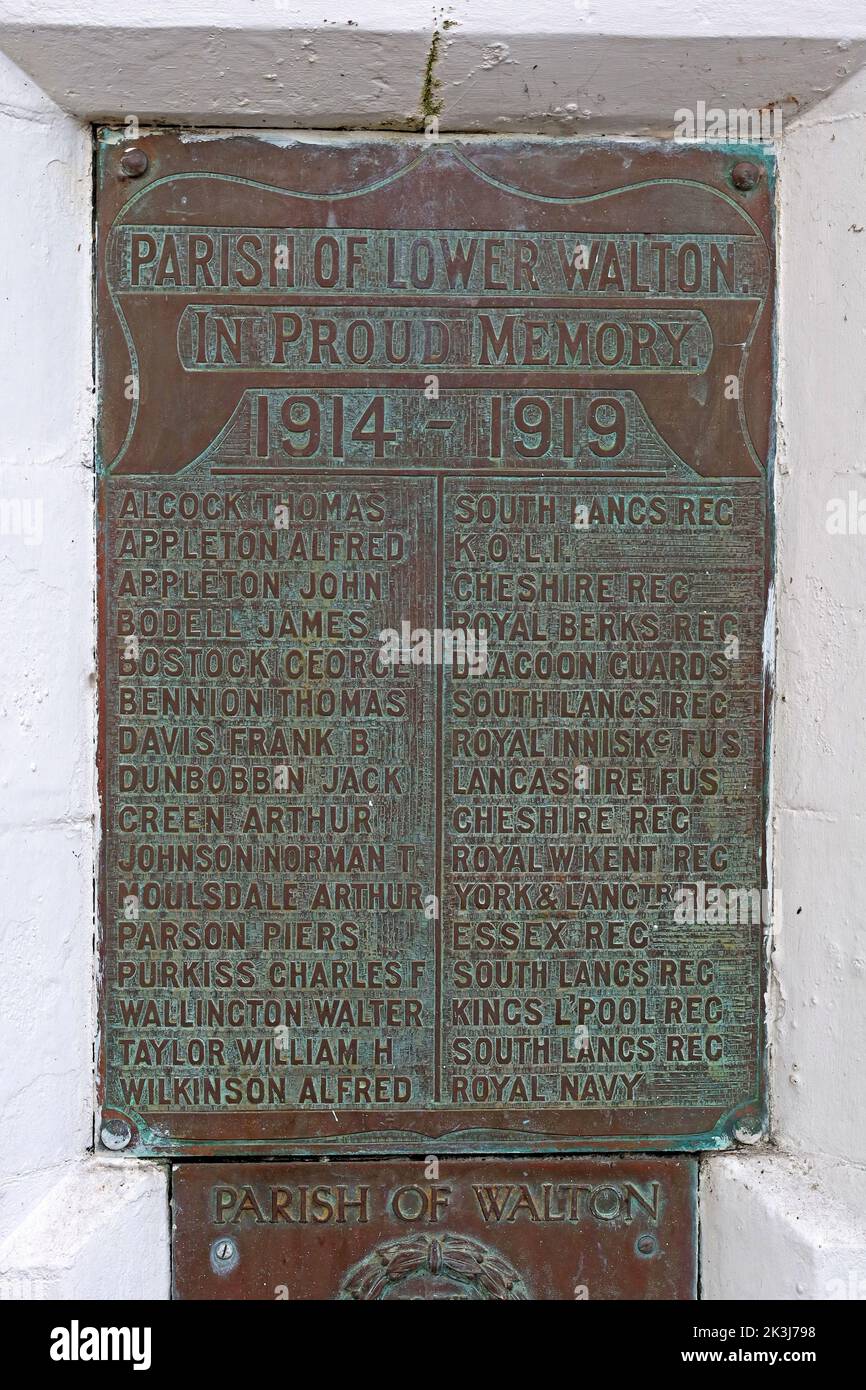 PARISH OF LOWER WALTON.
IN PROUD MEMORY.
1914 - 1919
ALCOCK THOMAS SOUTH LANCS REG
APPLETON ALFRED K.O.L.I.
APPLETON JOHN CHESHIRE REG
BODELL JAMES ROYAL BERKS REG
BOSTOCK GEORGE DRAGOON GUARDS
BENNION THOMAS SOUTH LANCS REG
DAVIS FRANK B ROYAL INNISKG FUS
DUNBOBBIN JACK LANCASHIRE FUS
GREEN ARTHUR CHESHIRE REG
JOHNSON NORMAN T ROYAL W KENT REG
MOULSDALE ARTHUR YORK & LANCTR REG
PARSON PIERS ESSEX REG
PURKISS CHARLES F SOUTH LANCS REG
WALLINGTON WALTER KINGS L'POOL REG
TAYLOR WILLIAM H SOUTH LANCS REG
WILKINSON ALFRED ROYAL NAVY
PARISH OF WALTON
alamy
Image ID: 2K3J798
www.alamy.com